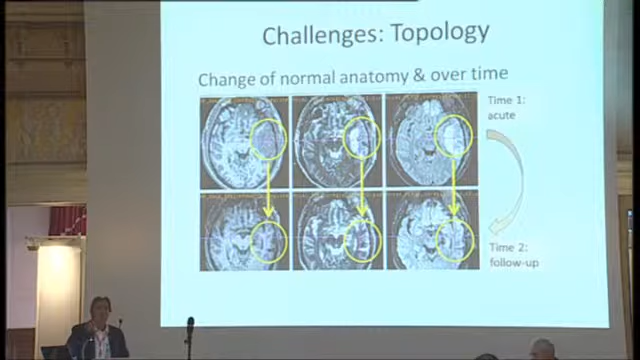 Challenges: Topology
Change of normal anatomy & over time
Time 1:
acute
Time 2:
follow-up